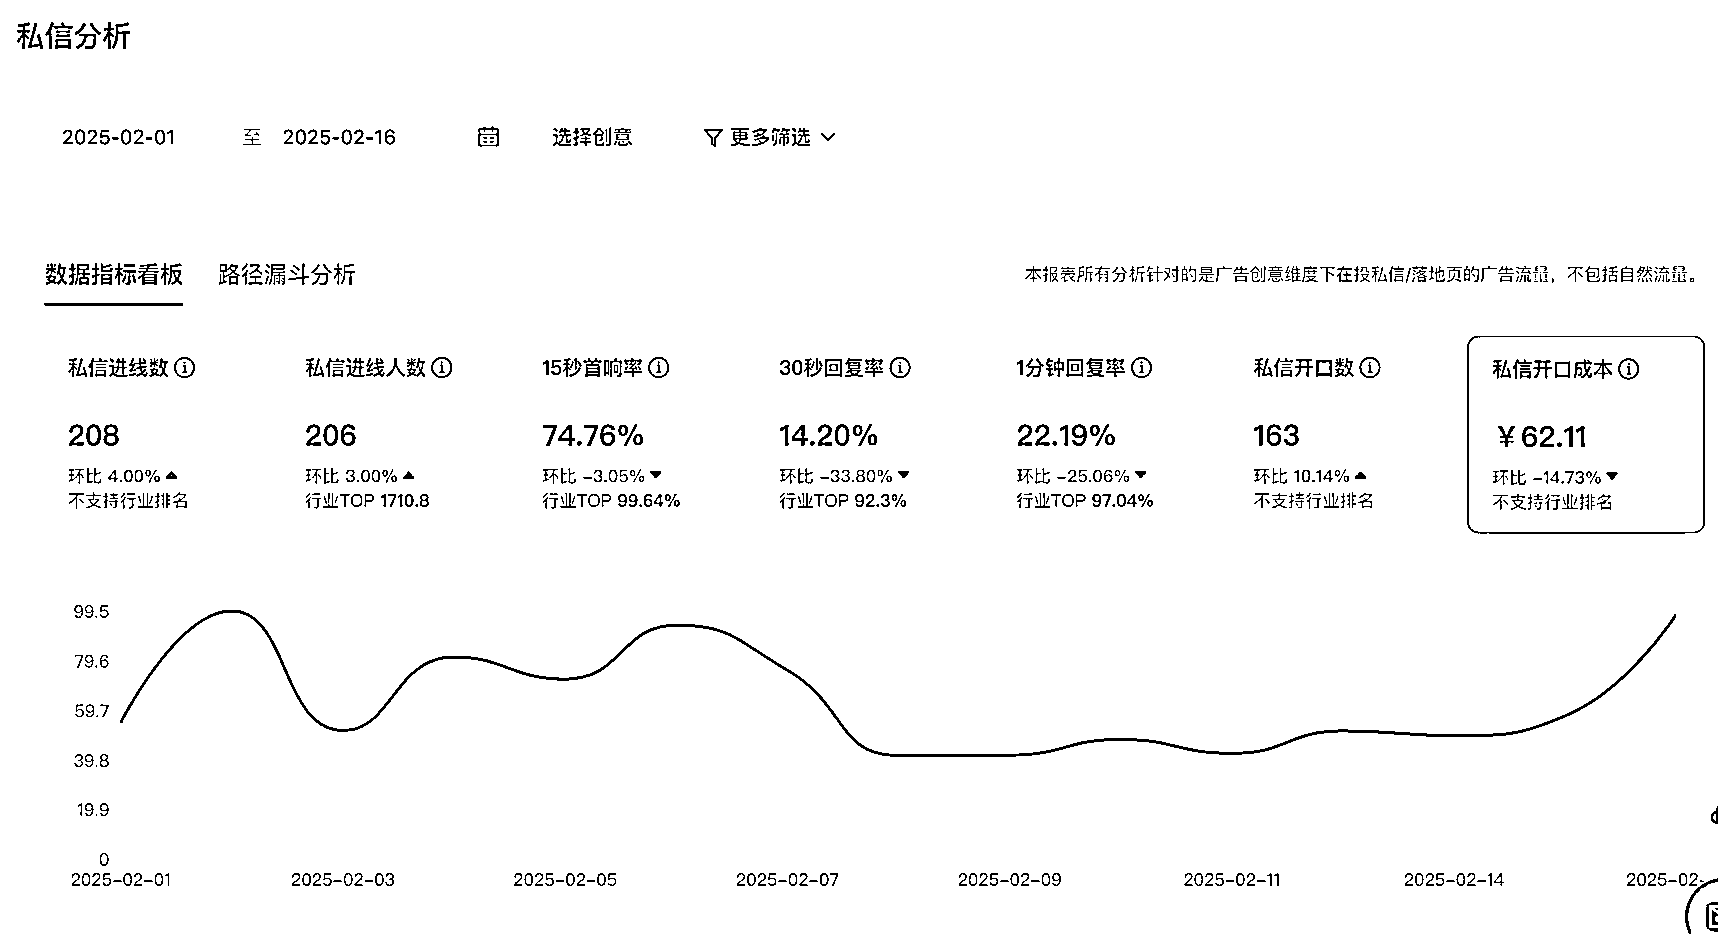 私信分析
2025-02-01 至 2025-02-16 选择创意 更多筛选
数据指标看板 路径漏斗分析 本报表所有分析针对的是广告创意维度下在投私信/落地页的广告流量，不包括自然流量。
私信进线数 私信进线人数 15秒首响率 30秒回复率 1分钟回复率 私信开口数 私信开口成本
208 206 74.76% 14.20% 22.19% 163 ￥62.11
环比 4.00% 环比 3.00% 环比 -3.05% 环比 -33.80% 环比 -25.06% 环比 10.14% 环比 -14.73%
不支持行业排名 行业TOP 1710.8 行业TOP 99.64% 行业TOP 92.3% 行业TOP 97.04% 不支持行业排名 不支持行业排名
99.5
79.6
59.7
39.8
19.9
0
2025-02-01 2025-02-03 2025-02-05 2025-02-07 2025-02-09 2025-02-11 2025-02-14 2025-02-